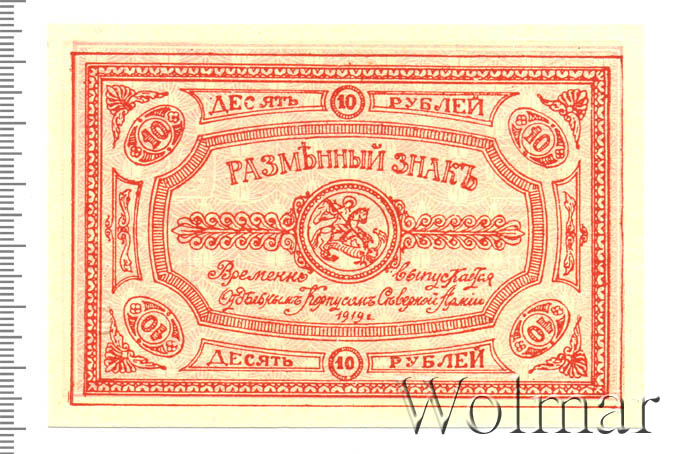 ДЕСЯТЬ 10 РУБЛЕЙ
10 10
РАЗМѢННЫЙ ЗНАКЪ
Временно выпускается
Отдѣльнымъ Корпусомъ Сѣверной Арміи
1919 г.
10 10
ДЕСЯТЬ 10 РУБЛЕЙ
Wolmar